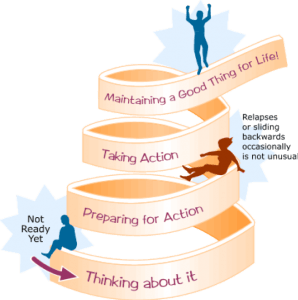 Maintaining a Good Thing for Life!
Relapses
or sliding
backwards
occasionally
is not unusual
Taking Action
Preparing for Action
Not
Ready
Yet
Thinking about it